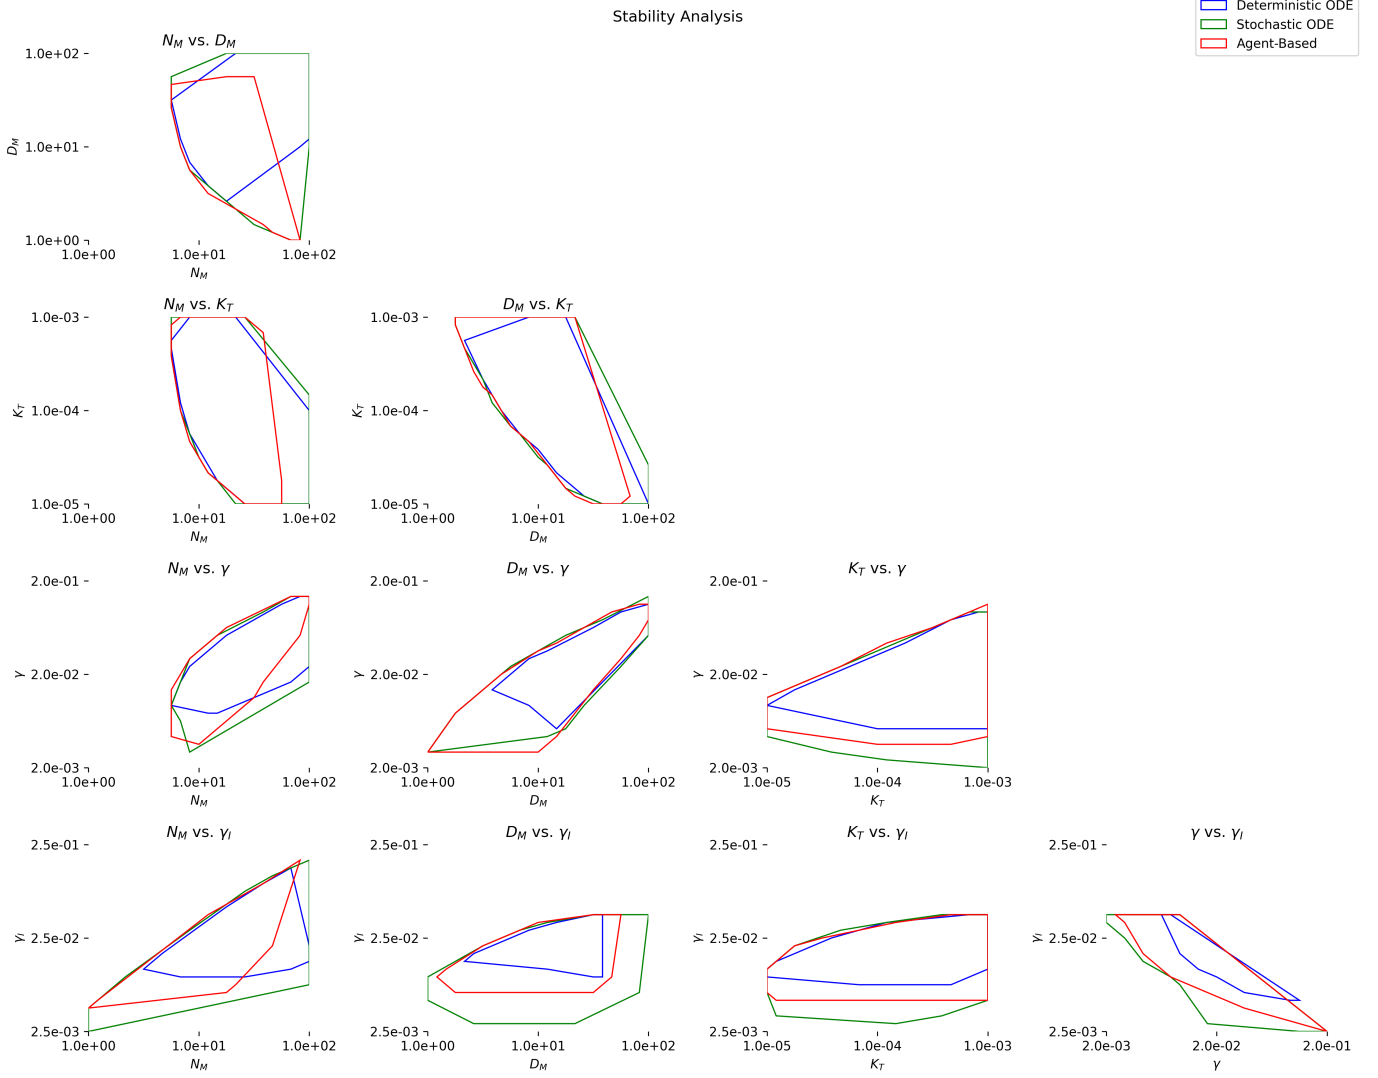 Stability Analysis
Deterministic ODE
Stochastic ODE
Agent-Based
N_M vs. D_M
1.0e+02
1.0e+01
1.0e+00
D_M
1.0e+00 1.0e+01 1.0e+02
N_M
N_M vs. K_T
1.0e-03
1.0e-04
1.0e-05
K_T
1.0e+00 1.0e+01 1.0e+02
N_M
D_M vs. K_T
1.0e-03
1.0e-04
1.0e-05
K_T
1.0e+00 1.0e+01 1.0e+02
D_M
N_M vs. γ
2.0e-01
2.0e-02
2.0e-03
γ
1.0e+00 1.0e+01 1.0e+02
N_M
D_M vs. γ
2.0e-01
2.0e-02
2.0e-03
γ
1.0e+00 1.0e+01 1.0e+02
D_M
K_T vs. γ
2.0e-01
2.0e-02
2.0e-03
γ
1.0e-05 1.0e-04 1.0e-03
K_T
N_M vs. γ_I
2.5e-01
2.5e-02
2.5e-03
γ_I
1.0e+00 1.0e+01 1.0e+02
N_M
D_M vs. γ_I
2.5e-01
2.5e-02
2.5e-03
γ_I
1.0e+00 1.0e+01 1.0e+02
D_M
K_T vs. γ_I
2.5e-01
2.5e-02
2.5e-03
γ_I
1.0e-05 1.0e-04 1.0e-03
K_T
γ vs. γ_I
2.5e-01
2.5e-02
2.5e-03
γ_I
2.0e-03 2.0e-02 2.0e-01
γ